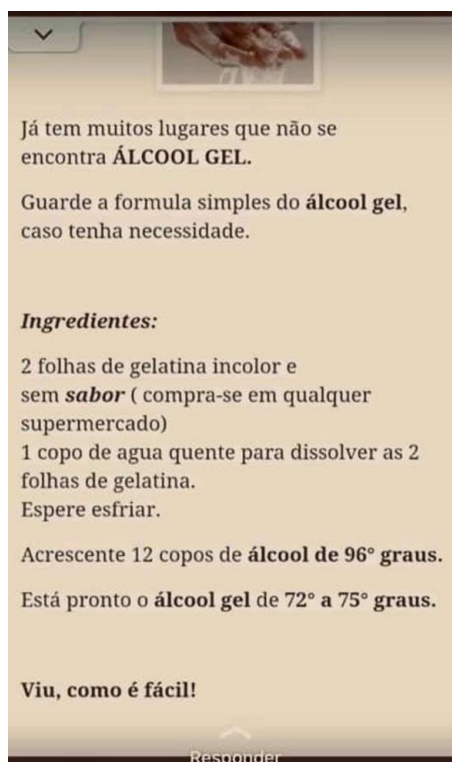 Já tem muitos lugares que não se
encontra ÁLCOOL GEL.
Guarde a formula simples do álcool gel,
caso tenha necessidade.
Ingredientes:
2 folhas de gelatina incolor e
sem sabor ( compra-se em qualquer
supermercado)
1 copo de agua quente para dissolver as 2
folhas de gelatina.
Espere esfriar.
Acrescente 12 copos de álcool de 96° graus.
Está pronto o álcool gel de 72° a 75° graus.
Viu, como é fácil!
Responder